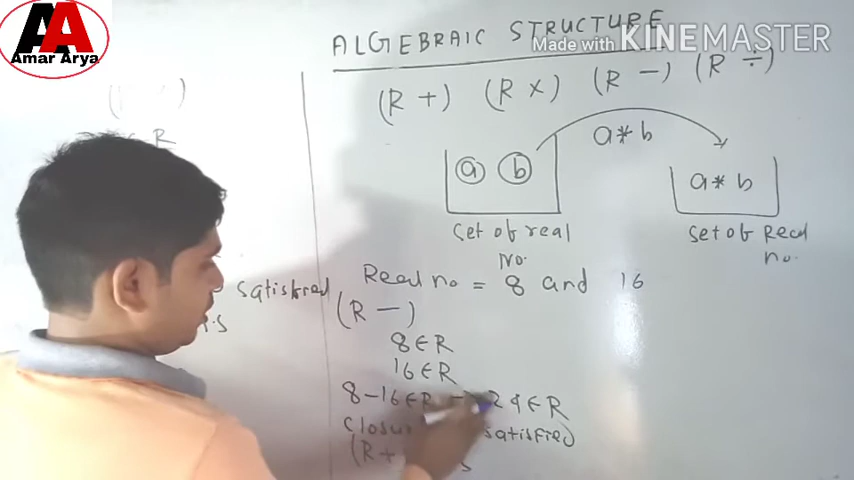 AA
Amar Arya
ALGEBRAIC STRUCTURE
Made with KINEMASTER
(R +) (R ×) (R −) (R ÷)
a * b
a b
a * b
Set of real
No.
Set of Real
no.
Real no = 8 and 16
satisfied
(R −)
8 ∈ R
16 ∈ R
8 − 16 ∈ R
∈ R
satisfied
(R +